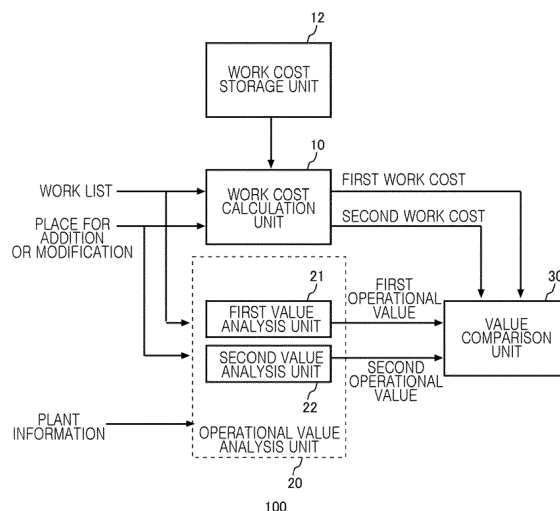 12
WORK COST
STORAGE UNIT
10
WORK LIST
WORK COST
CALCULATION
UNIT
FIRST WORK COST
SECOND WORK COST
PLACE FOR
ADDITION
OR MODIFICATION
21
FIRST VALUE
ANALYSIS UNIT
FIRST
OPERATIONAL
VALUE
30
VALUE
COMPARISON
UNIT
SECOND VALUE
ANALYSIS UNIT
22
SECOND
OPERATIONAL
VALUE
PLANT
INFORMATION
OPERATIONAL VALUE
ANALYSIS UNIT
20
100